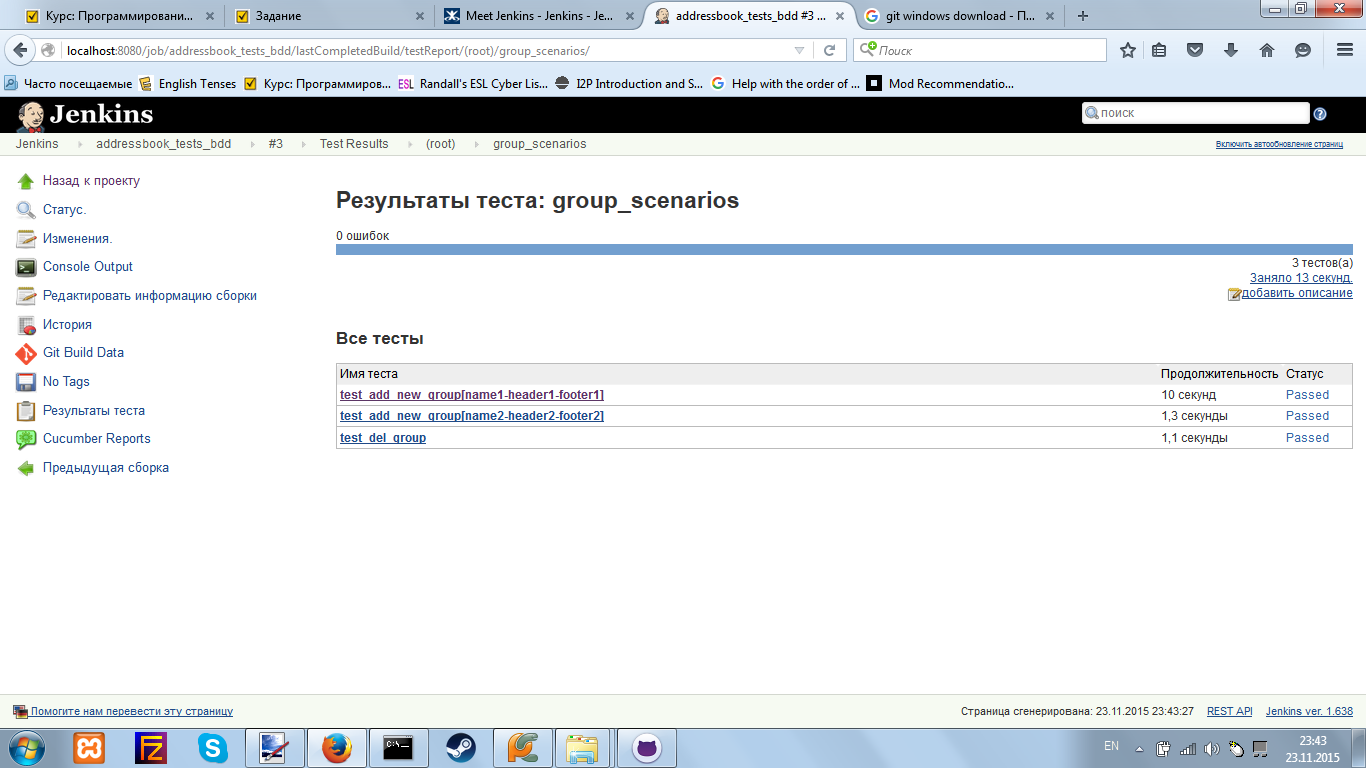 Курс: Программировани...
Задание
Meet Jenkins - Jenkins - Je...
addressbook_tests_bdd #3 ...
git windows download - П...
localhost:8080/job/addressbook_tests_bdd/lastCompletedBuild/testReport/(root)/group_scenarios/
Поиск
Часто посещаемые
English Tenses
Курс: Программиров...
ESL
Randall's ESL Cyber Lis...
I2P Introduction and S...
Help with the order of ...
Mod Recommendatio...
Jenkins
поиск
Jenkins
addressbook_tests_bdd
#3
Test Results
(root)
group_scenarios
Включить автообновление страниц
Назад к проекту
Статус.
Изменения.
Console Output
Редактировать информацию сборки
История
Git Build Data
No Tags
Результаты теста
Cucumber Reports
Предыдущая сборка
Результаты теста: group_scenarios
0 ошибок
3 тестов(а)
Заняло 13 секунд.
добавить описание
Все тесты
Имя теста Продолжительность Статус
test_add_new_group[name1-header1-footer1] 10 секунд Passed
test_add_new_group[name2-header2-footer2] 1,3 секунды Passed
test_del_group 1,1 секунды Passed
Помогите нам перевести эту страницу
Страница сгенерирована: 23.11.2015 23:43:27
REST API
Jenkins ver. 1.638
C:\
EN
23:43
23.11.2015